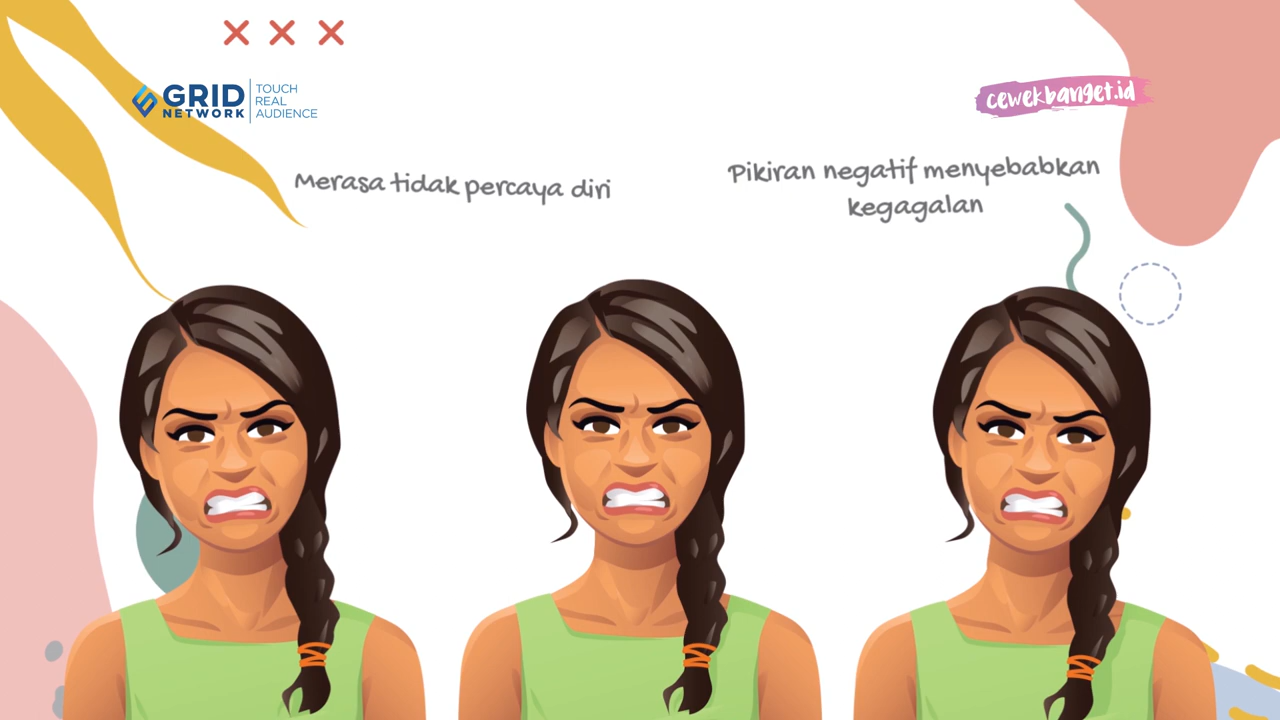 GRID
NETWORK
TOUCH
REAL
AUDIENCE
cewekbanget.id
Merasa tidak percaya diri
Pikiran negatif menyebabkan
kegagalan